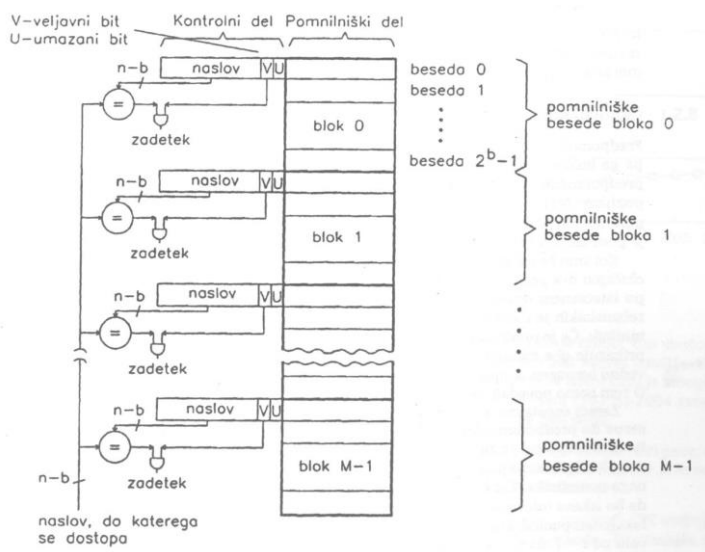 V-veljavni bit
U-umazani bit
Kontrolni del
Pomnilniški del
n-b
naslov
V
U
=
zadetek
blok 0
beseda 0
beseda 1
beseda 2^b-1
pomnilniške
besede bloka 0
n-b
naslov
V
U
=
zadetek
blok 1
pomnilniške
besede bloka 1
n-b
naslov
V
U
=
zadetek
n-b
naslov
V
U
=
zadetek
blok M-1
pomnilniške
besede bloka M-1
n-b
naslov, do katerega
se dostopa